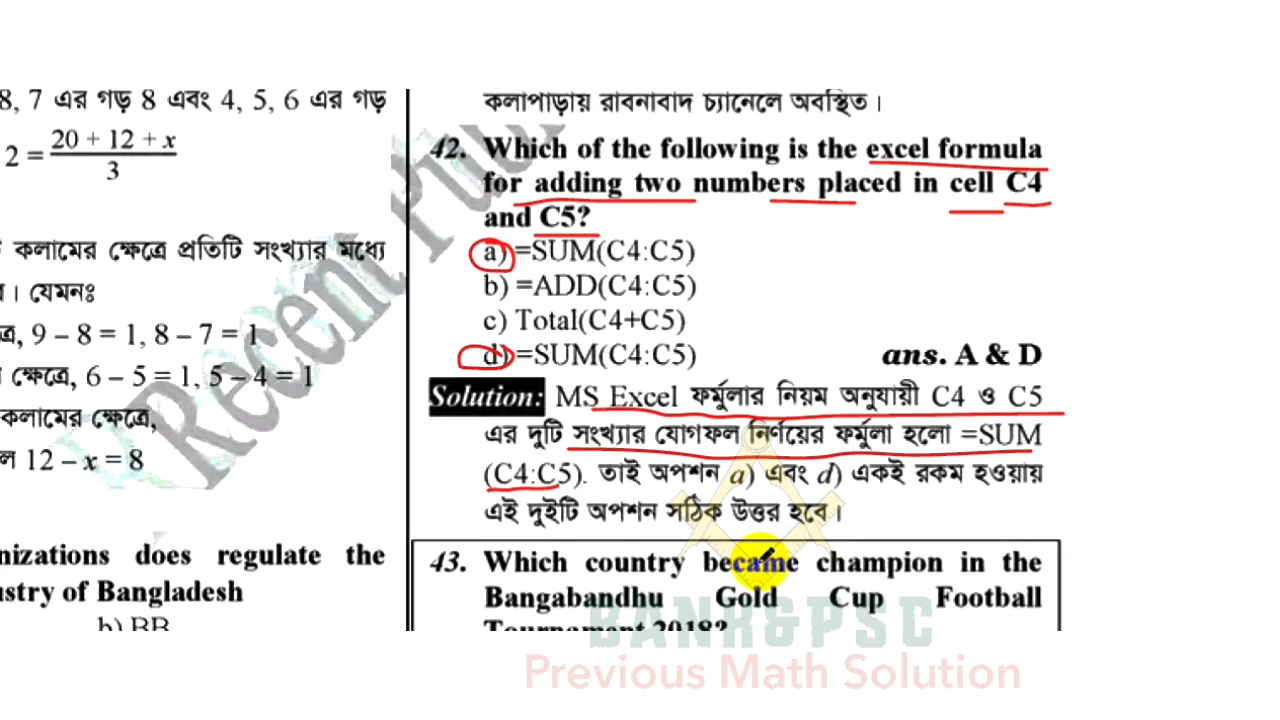 8, 7 এর গড় 8 এবং 4, 5, 6 এর গড়
2 = 20 + 12 + x / 3
কলামের ক্ষেত্রে প্রতিটি সংখ্যার মধ্যে
। যেমনঃ
9 – 8 = 1, 8 – 7 = 1
ক্ষেত্রে, 6 – 5 = 1, 5 – 4 = 1
কলামের ক্ষেত্রে,
12 – x = 8
nizations does regulate the
stry of Bangladesh
b) BB
কলাপাড়ায় রাবনাবাদ চ্যানেলে অবস্থিত।
42. Which of the following is the excel formula
for adding two numbers placed in cell C4
and C5?
a) =SUM(C4:C5)
b) =ADD(C4:C5)
c) Total(C4+C5)
d) =SUM(C4:C5) ans. A & D
Solution: MS Excel ফর্মুলার নিয়ম অনুযায়ী C4 ও C5
এর দুটি সংখ্যার যোগফল নির্ণয়ের ফর্মুলা হলো =SUM
(C4:C5). তাই অপশন a) এবং d) একই রকম হওয়ায়
এই দুইটি অপশন সঠিক উত্তর হবে।
43. Which country became champion in the
Bangabandhu Gold Cup Football
Tournament 2018?
BANK&PSC
Previous Math Solution
Recent